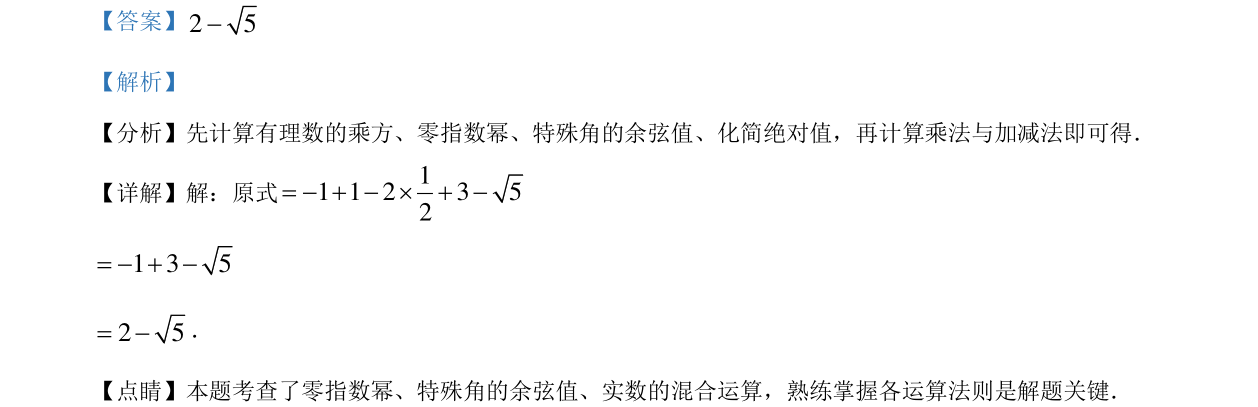 【答案】2−√5
【解析】
【分析】先计算有理数的乘方、零指数幂、特殊角的余弦值、化简绝对值，再计算乘法与加减法即可得．
【详解】解：原式=−1+1−2×1/2+3−√5
=−1+3−√5
=2−√5．
【点睛】本题考查了零指数幂、特殊角的余弦值、实数的混合运算，熟练掌握各运算法则是解题关键．